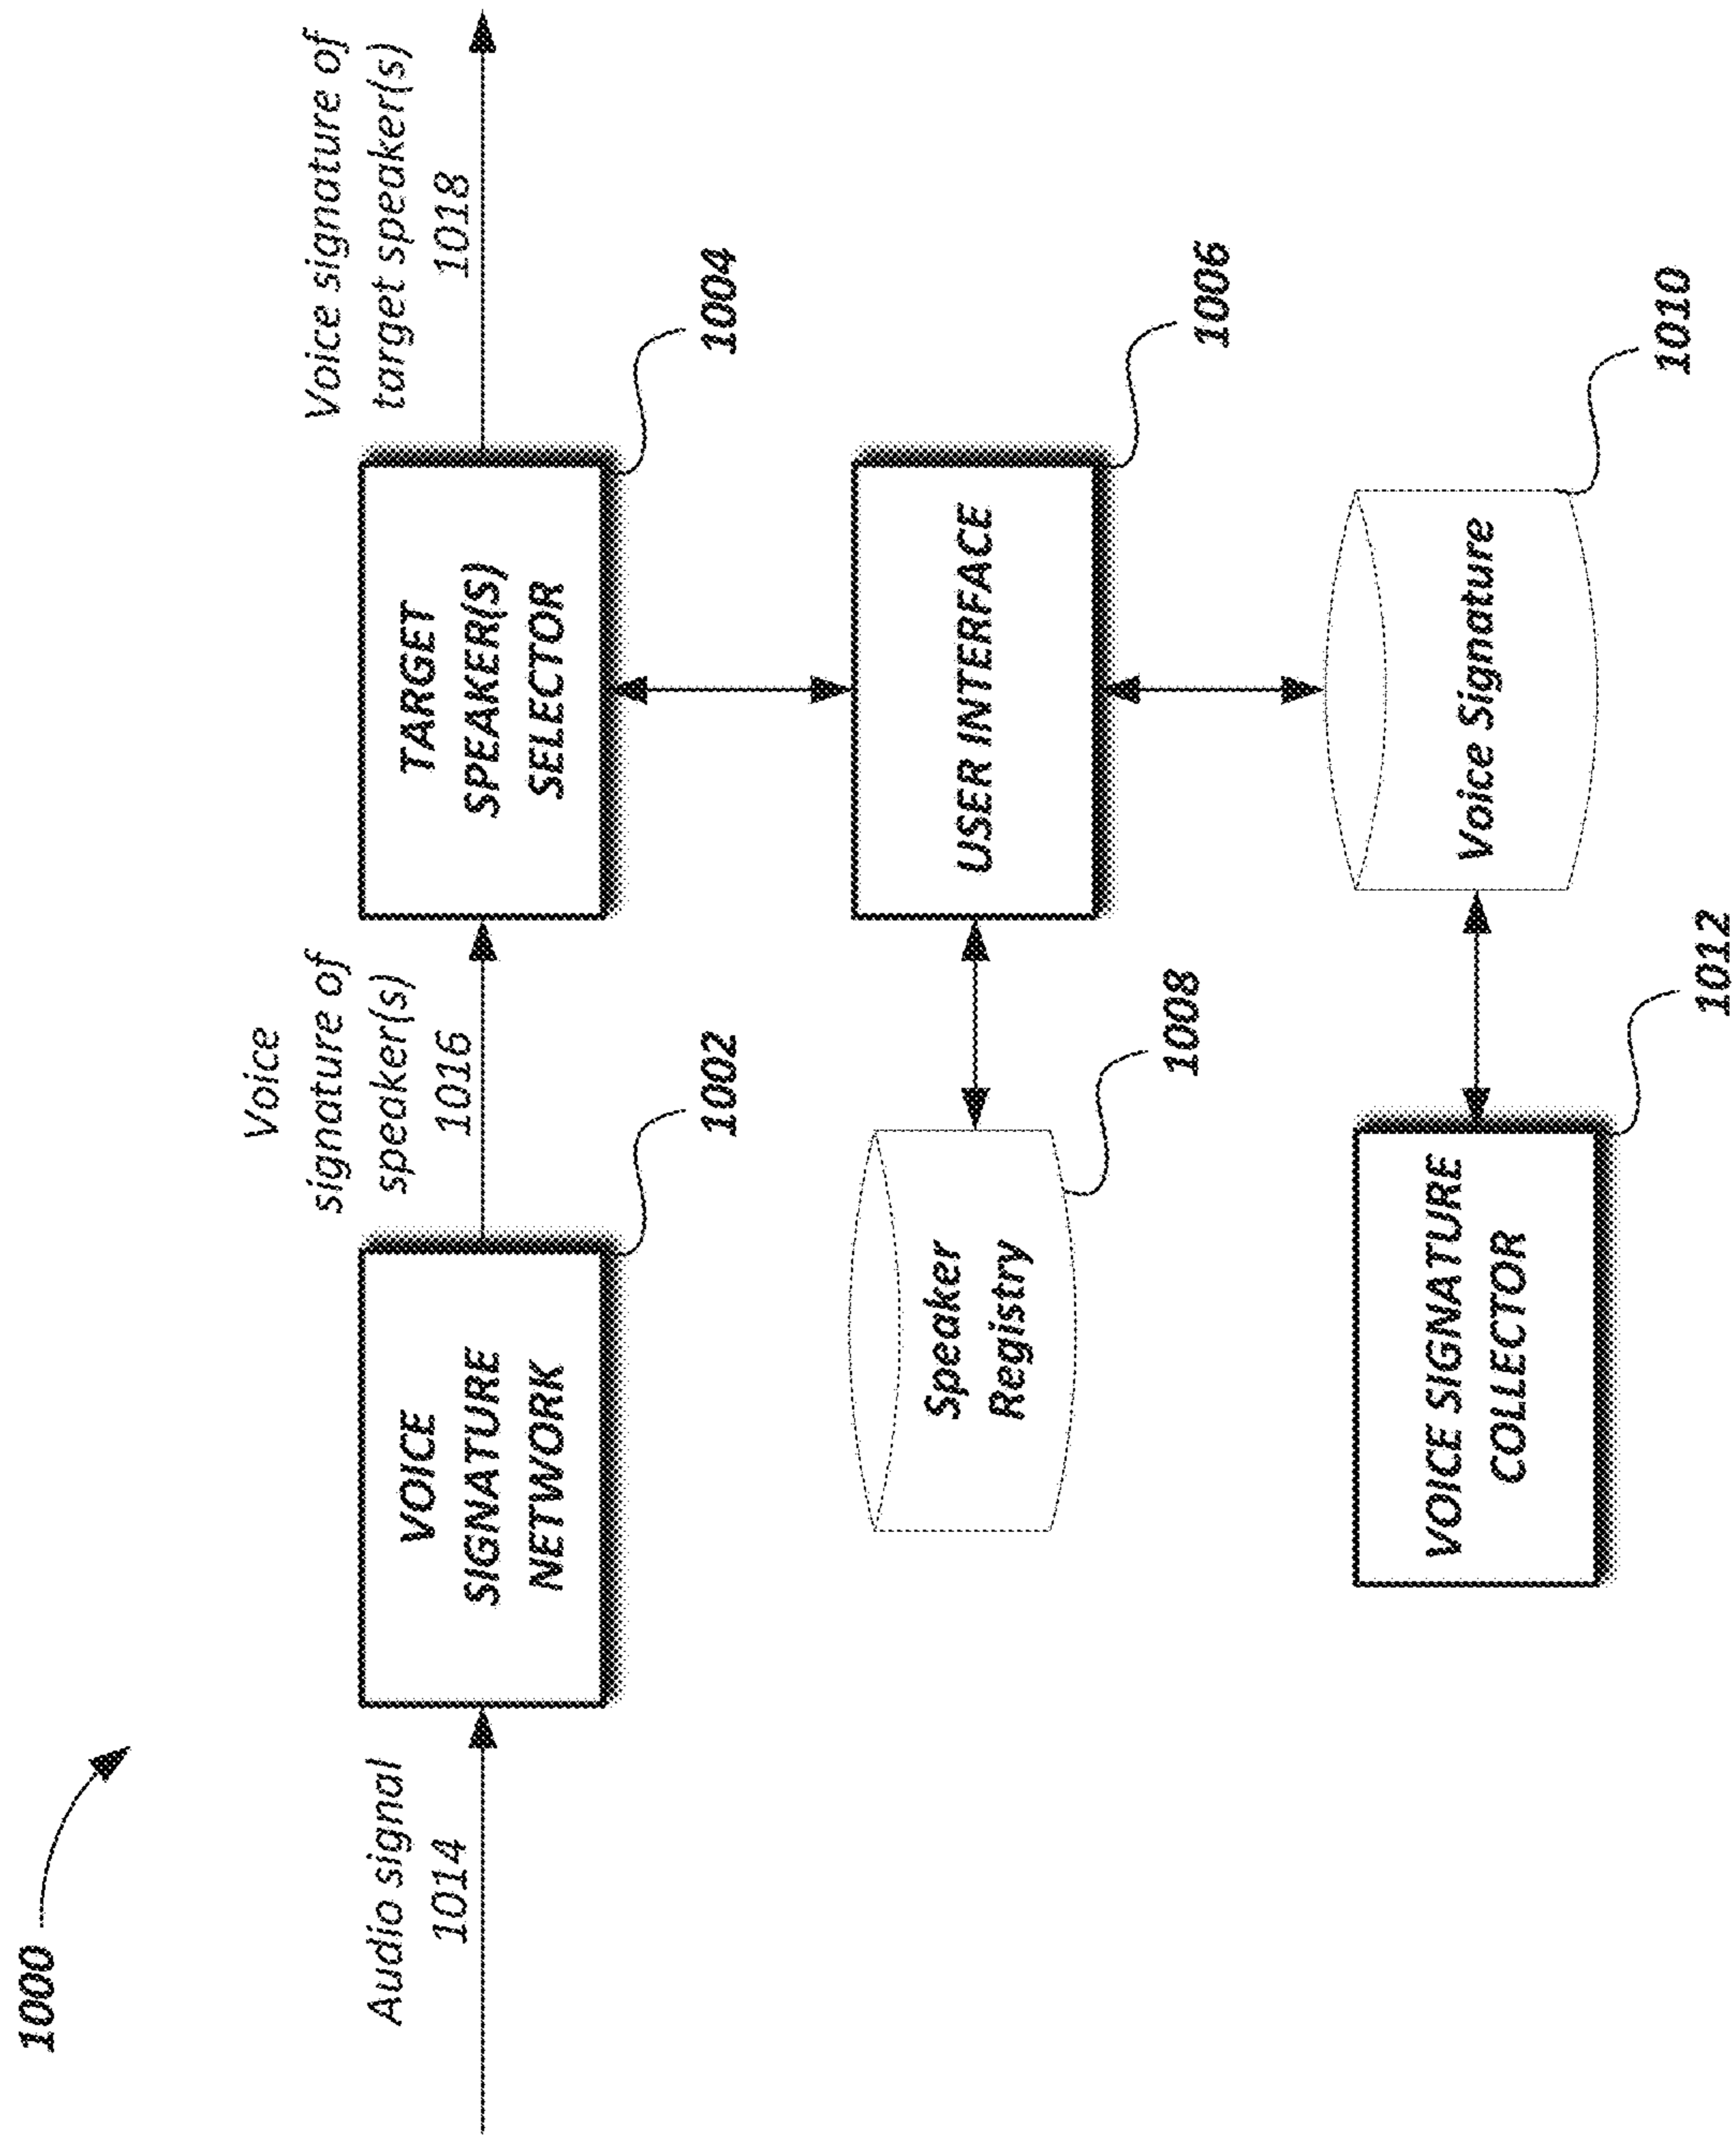 1000
Audio signal
1014
VOICE
SIGNATURE
NETWORK
1002
Voice
signature of
speaker(s)
1016
TARGET
SPEAKER(S)
SELECTOR
1004
Voice signature of
target speaker(s)
1018
Speaker
Registry
1008
USER INTERFACE
1006
VOICE SIGNATURE
COLLECTOR
1012
Voice Signature
1010